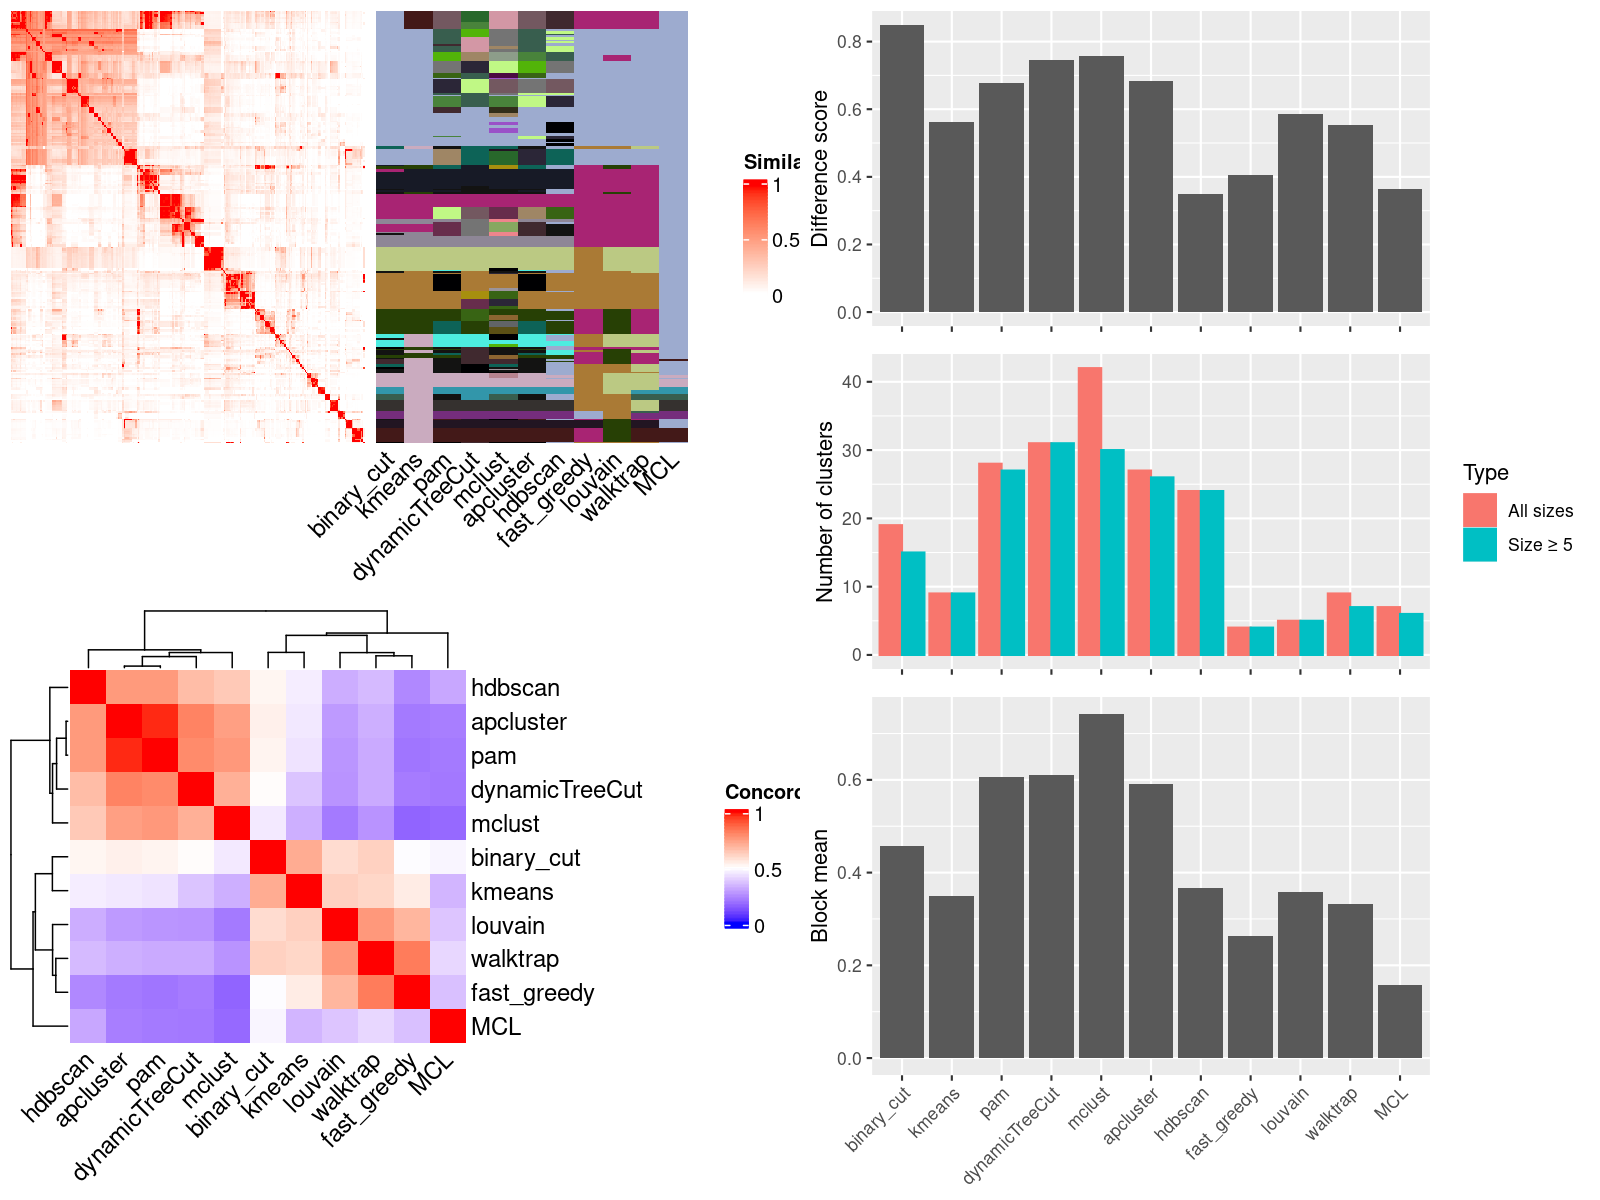 Simila
1
0.5
0
binary_cut
kmeans
pam
dynamicTreeCut
mclust
apcluster
hdbscan
fast_greedy
louvain
walktrap
MCL
hdbscan
apcluster
pam
dynamicTreeCut
mclust
binary_cut
kmeans
louvain
walktrap
fast_greedy
MCL
Concord
1
0.5
0
hdbscan
apcluster
pam
dynamicTreeCut
mclust
binary_cut
kmeans
louvain
walktrap
fast_greedy
MCL
Difference score
0.8
0.6
0.4
0.2
0.0
Number of clusters
40
30
20
10
0
Type
All sizes
Size ≥ 5
Block mean
0.6
0.4
0.2
0.0
binary_cut
kmeans
pam
dynamicTreeCut
mclust
apcluster
hdbscan
fast_greedy
louvain
walktrap
MCL